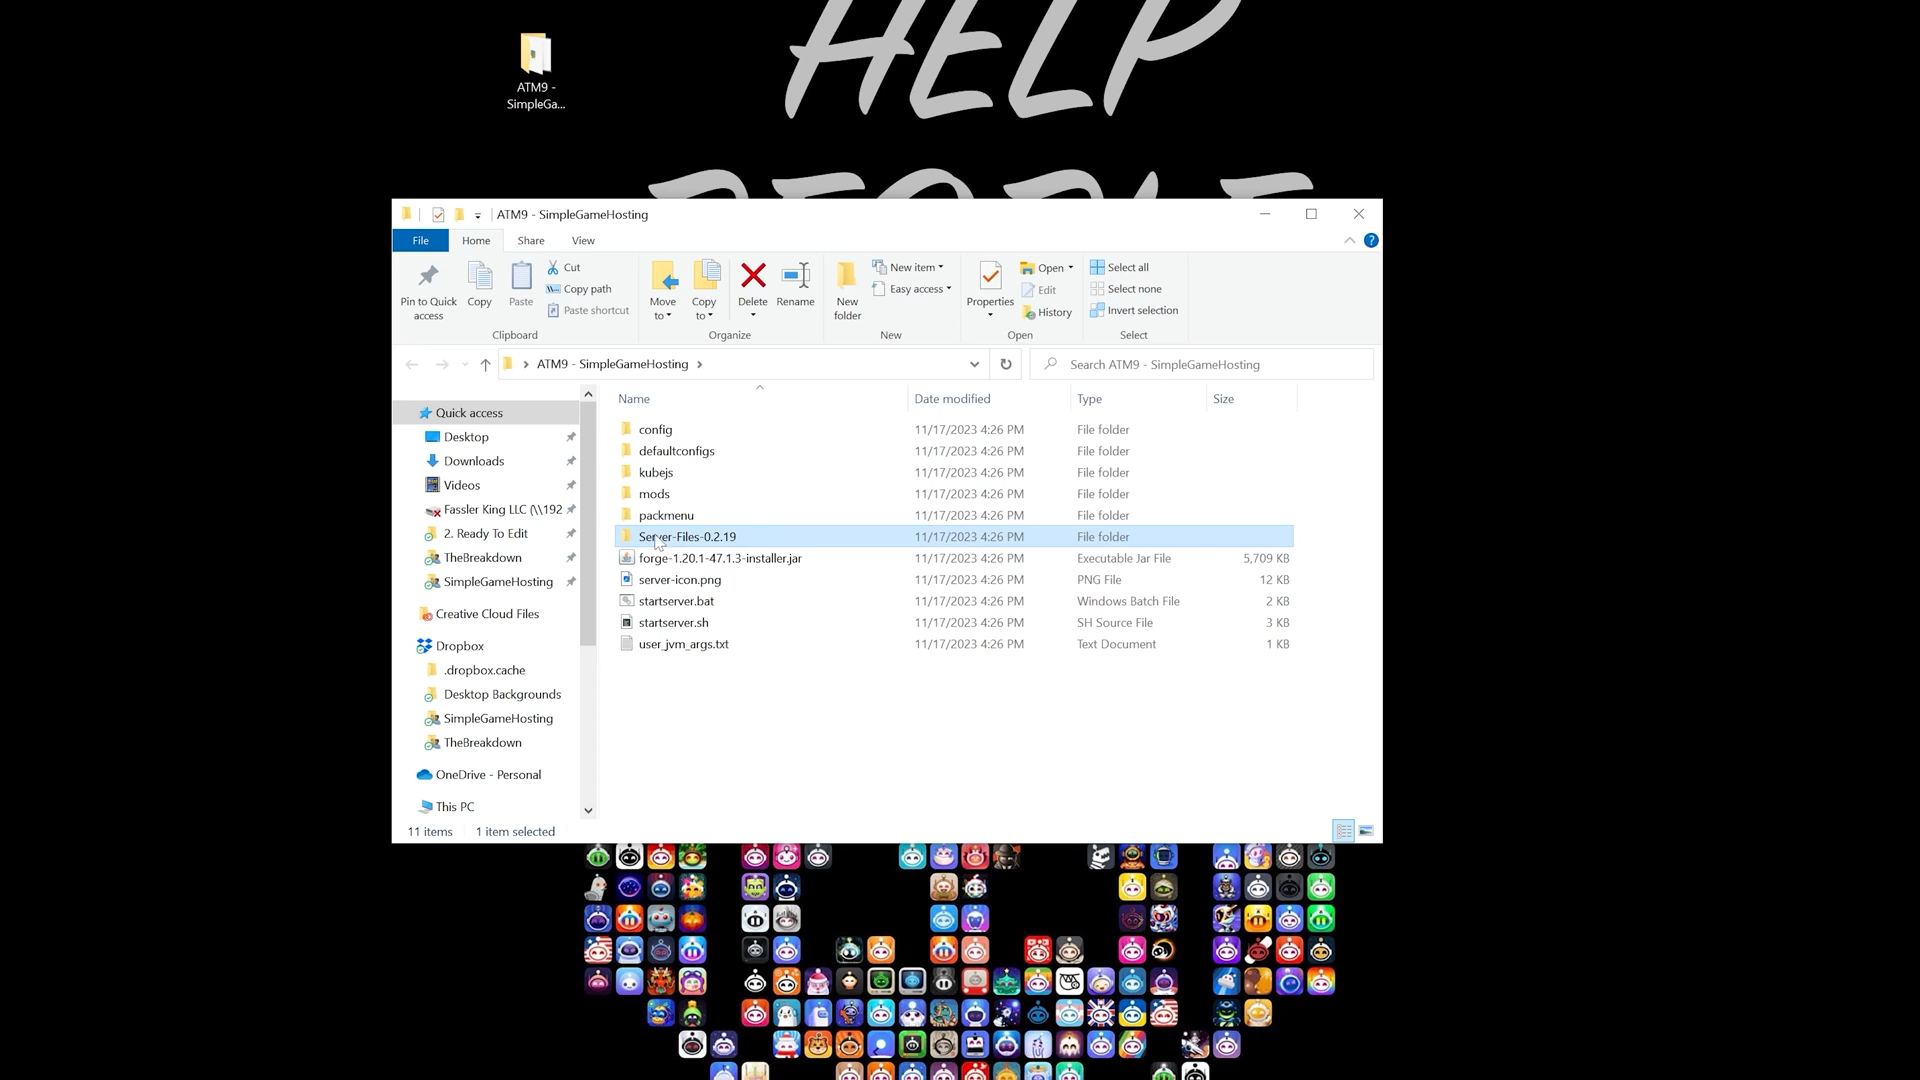 HELP
PEOPLE
ATM9 -
SimpleGa...
ATM9 - SimpleGameHosting
File Home Share View
Pin to Quick access
Copy
Paste
Cut
Copy path
Paste shortcut
Clipboard
Move to
Copy to
Delete
Rename
Organize
New folder
New item
Easy access
New
Properties
Open
Edit
History
Open
Select all
Select none
Invert selection
Select
ATM9 - SimpleGameHosting
Search ATM9 - SimpleGameHosting
Quick access
Desktop
Downloads
Videos
Fassler King LLC (\\192
2. Ready To Edit
TheBreakdown
SimpleGameHosting
Creative Cloud Files
Dropbox
.dropbox.cache
Desktop Backgrounds
SimpleGameHosting
TheBreakdown
OneDrive - Personal
This PC
Name Date modified Type Size
config 11/17/2023 4:26 PM File folder
defaultconfigs 11/17/2023 4:26 PM File folder
kubejs 11/17/2023 4:26 PM File folder
mods 11/17/2023 4:26 PM File folder
packmenu 11/17/2023 4:26 PM File folder
Server-Files-0.2.19 11/17/2023 4:26 PM File folder
forge-1.20.1-47.1.3-installer.jar 11/17/2023 4:26 PM Executable Jar File 5,709 KB
server-icon.png 11/17/2023 4:26 PM PNG File 12 KB
startserver.bat 11/17/2023 4:26 PM Windows Batch File 2 KB
startserver.sh 11/17/2023 4:26 PM SH Source File 3 KB
user_jvm_args.txt 11/17/2023 4:26 PM Text Document 1 KB
11 items 1 item selected